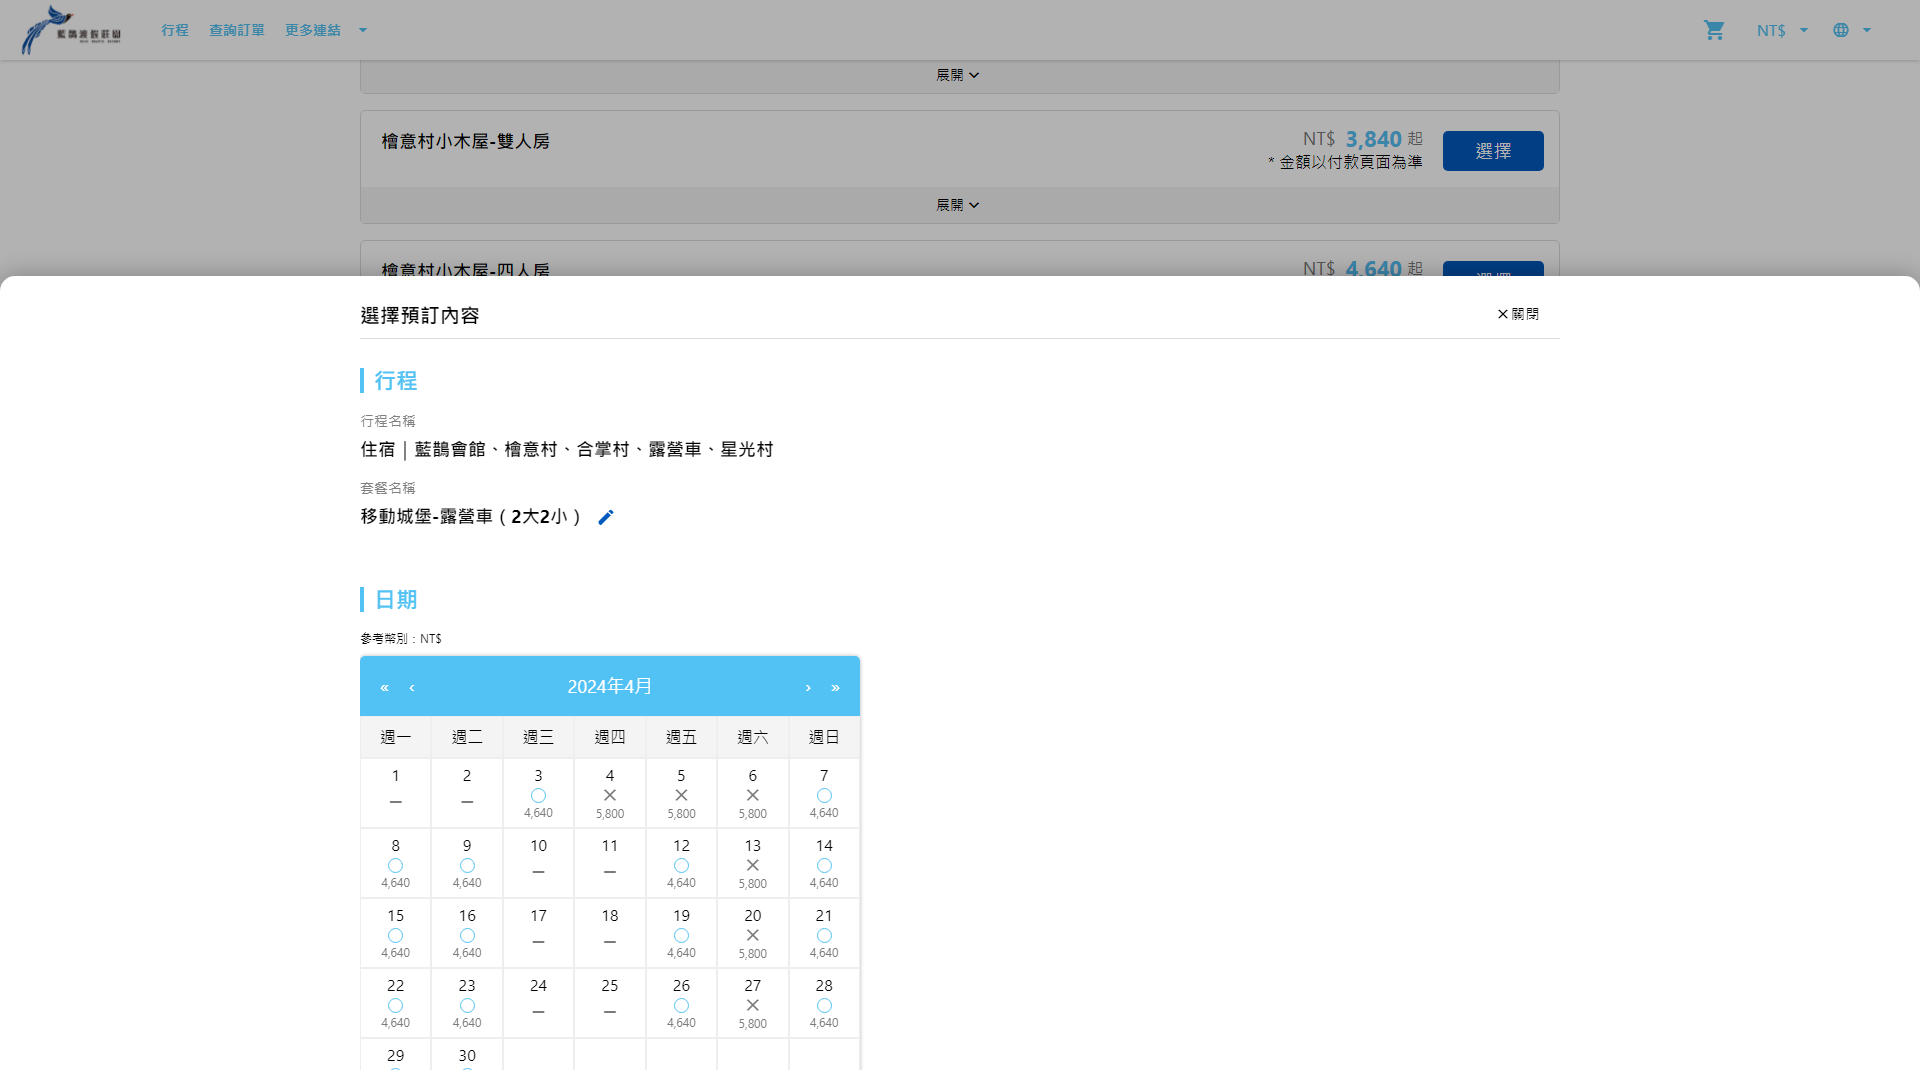 藍鵲渡假莊園
行程 查詢訂單 更多連結 NT$
展開
檜意村小木屋-雙人房
NT$ 3,840 起
* 金額以付款頁面為準
選擇
展開
檜意村小木屋-四人房
NT$ 4,640 起
選擇
選擇預訂內容
關閉
行程
行程名稱
住宿｜藍鵲會館、檜意村、合掌村、露營車、星光村
套餐名稱
移動城堡-露營車（2大2小）
日期
參考幣別：NT$
« ‹ 2024年4月 › »
週一 週二 週三 週四 週五 週六 週日
1 2 3 4 5 6 7
4,640 5,800 5,800 5,800 4,640
8 9 10 11 12 13 14
4,640 4,640 4,640 5,800 4,640
15 16 17 18 19 20 21
4,640 4,640 4,640 5,800 4,640
22 23 24 25 26 27 28
4,640 4,640 4,640 5,800 4,640
29 30